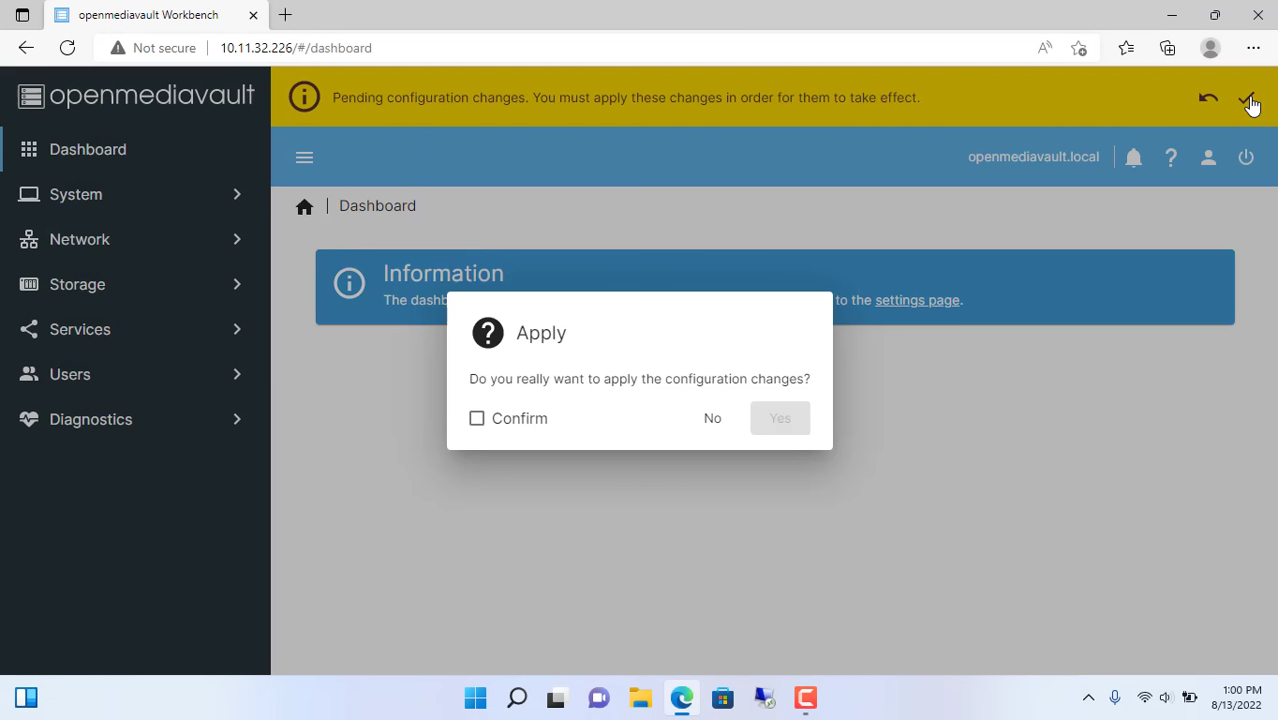 openmediavault Workbench
Not secure
10.11.32.226/#/dashboard
openmediavault
Pending configuration changes. You must apply these changes in order for them to take effect.
Dashboard
System
Network
Storage
Services
Users
Diagnostics
openmediavault.local
Dashboard
Information
The dashb
to the settings page.
Apply
Do you really want to apply the configuration changes?
Confirm
No
Yes
1:00 PM
8/13/2022